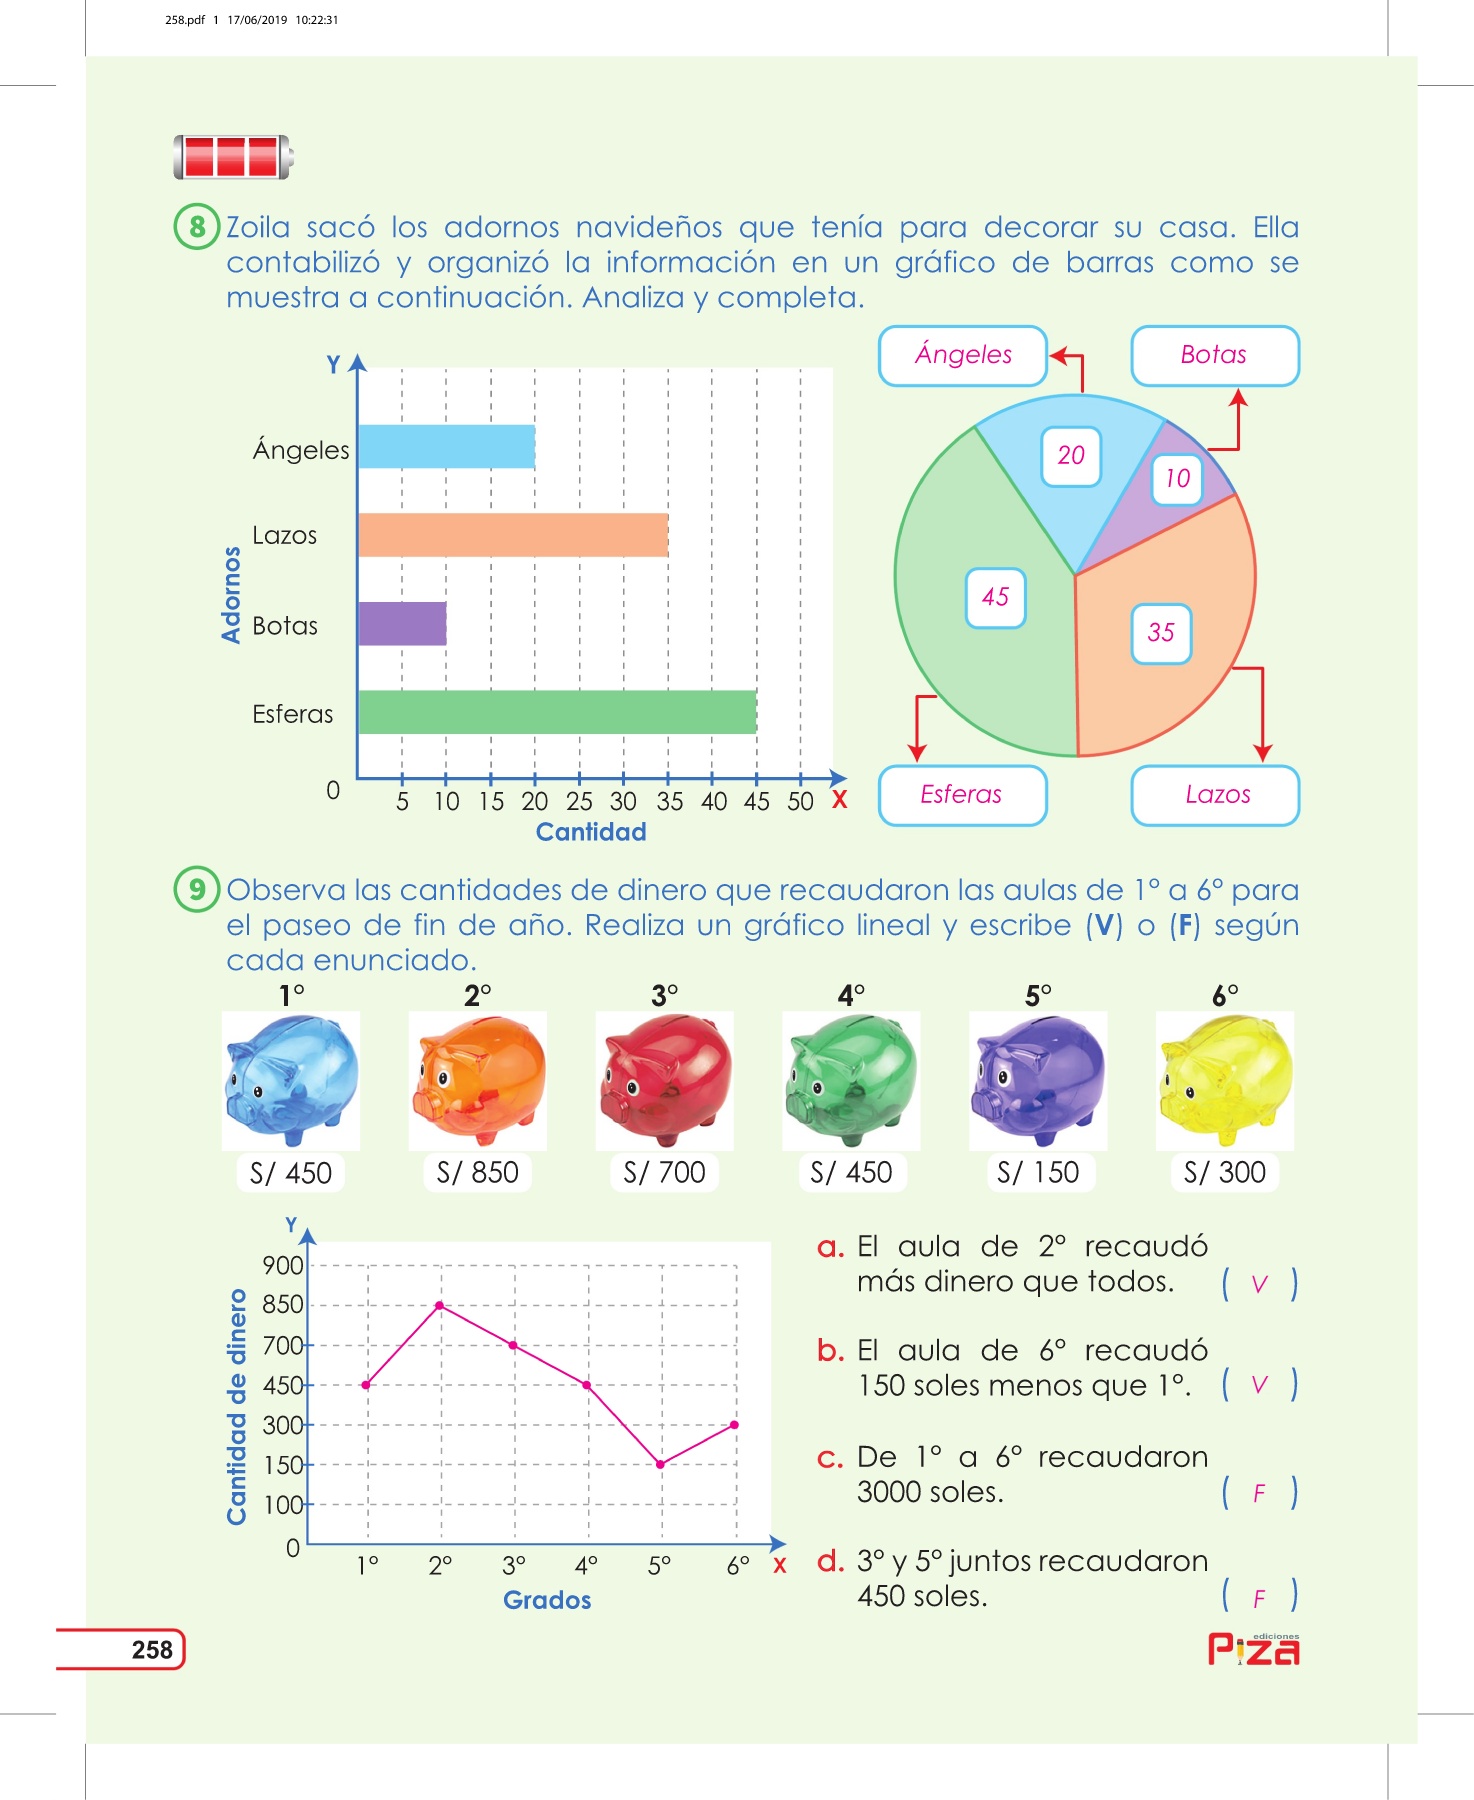 258.pdf 1 17/06/2019 10:22:31
8 Zoila sacó los adornos navideños que tenía para decorar su casa. Ella
contabilizó y organizó la información en un gráfico de barras como se
muestra a continuación. Analiza y completa.
Ángeles
Botas
Y
Ángeles
Lazos
Botas
Esferas
Adornos
0
5 10 15 20 25 30 35 40 45 50 X
Cantidad
20
10
45
35
Esferas
Lazos
9 Observa las cantidades de dinero que recaudaron las aulas de 1° a 6° para
el paseo de fin de año. Realiza un gráfico lineal y escribe (V) o (F) según
cada enunciado.
1° 2° 3° 4° 5° 6°
S/ 450 S/ 850 S/ 700 S/ 450 S/ 150 S/ 300
Y
900
850
700
450
300
150
100
0
Cantidad de dinero
1° 2° 3° 4° 5° 6° X
Grados
a. El aula de 2° recaudó
más dinero que todos. ( V )
b. El aula de 6° recaudó
150 soles menos que 1°. ( V )
c. De 1° a 6° recaudaron
3000 soles. ( F )
d. 3° y 5° juntos recaudaron
450 soles. ( F )
258
ediciones
Piza